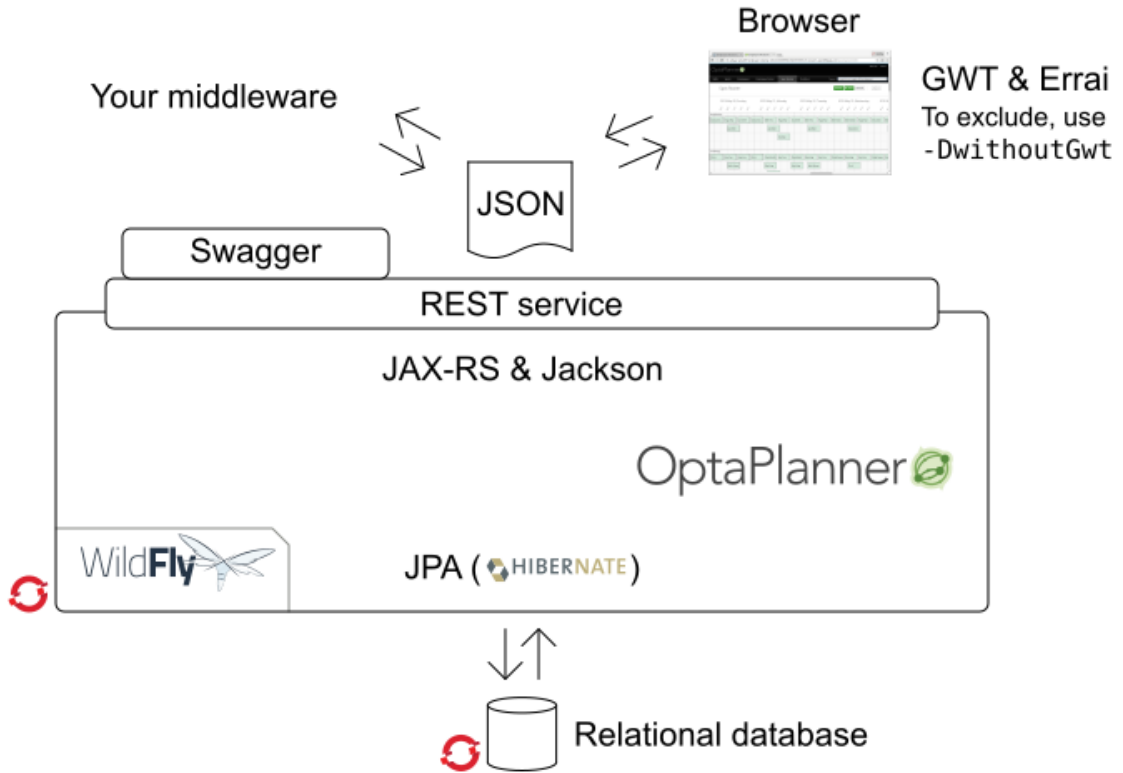 Browser
Your middleware
GWT & Errai
To exclude, use
-DwithoutGwt
JSON
Swagger
REST service
JAX-RS & Jackson
OptaPlanner
WildFly
JPA ( HIBERNATE )
Relational database